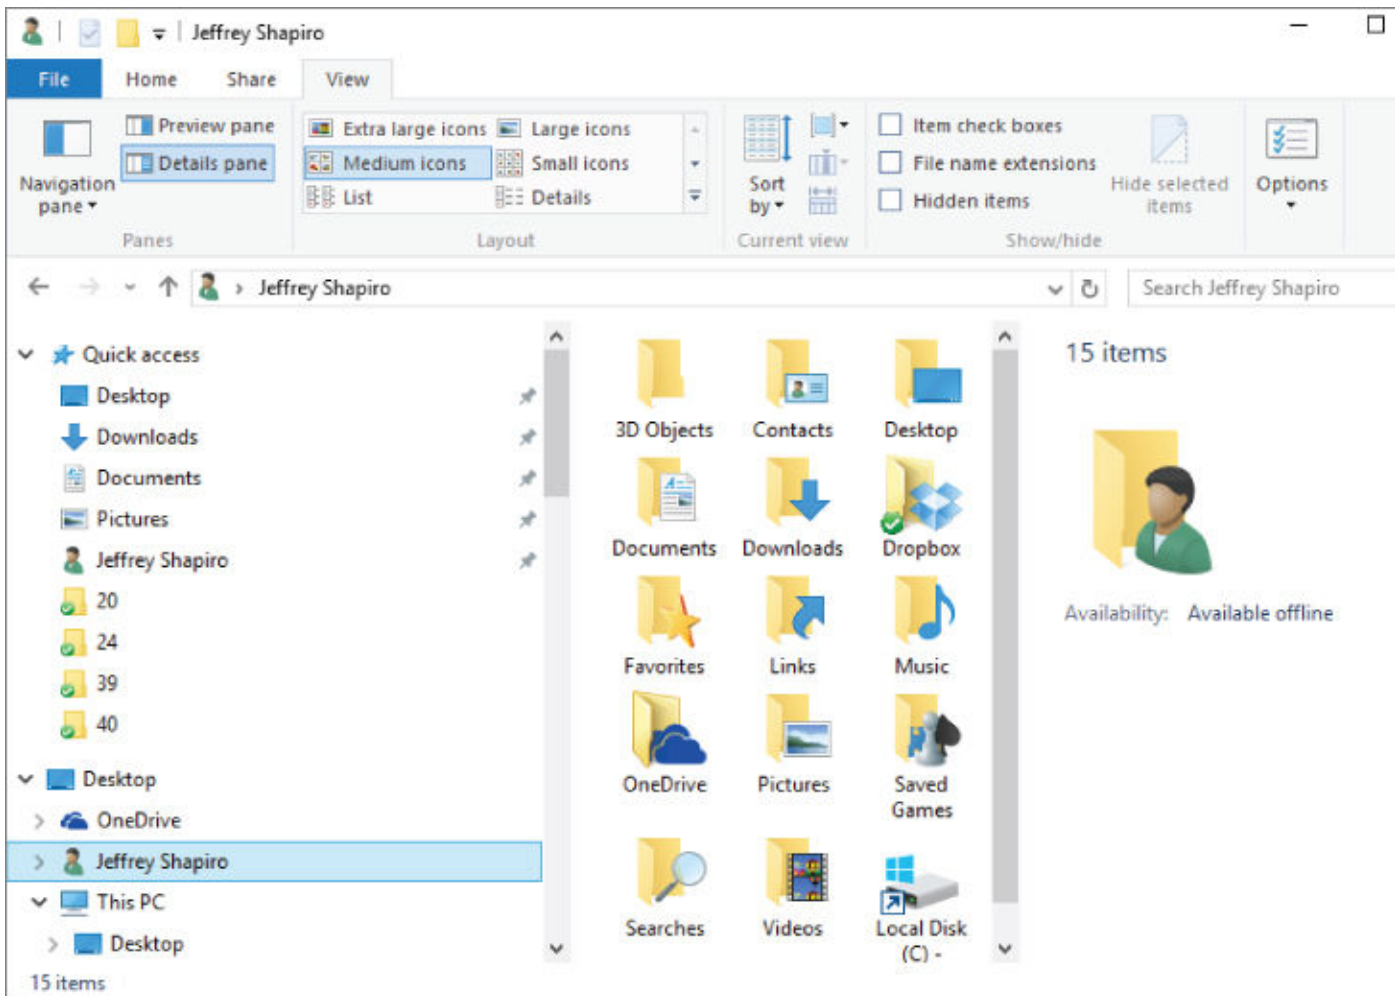 Jeffrey Shapiro
File Home Share View
Navigation pane
Preview pane
Details pane
Panes
Extra large icons Large icons
Medium icons Small icons
List Details
Layout
Sort by
Current view
Item check boxes
File name extensions
Hidden items
Hide selected items
Show/hide
Options
Jeffrey Shapiro
Search Jeffrey Shapiro
Quick access
Desktop
Downloads
Documents
Pictures
Jeffrey Shapiro
20
24
39
40
Desktop
OneDrive
Jeffrey Shapiro
This PC
Desktop
3D Objects Contacts Desktop
Documents Downloads Dropbox
Favorites Links Music
OneDrive Pictures Saved Games
Searches Videos Local Disk (C) -
15 items
Availability: Available offline
15 items